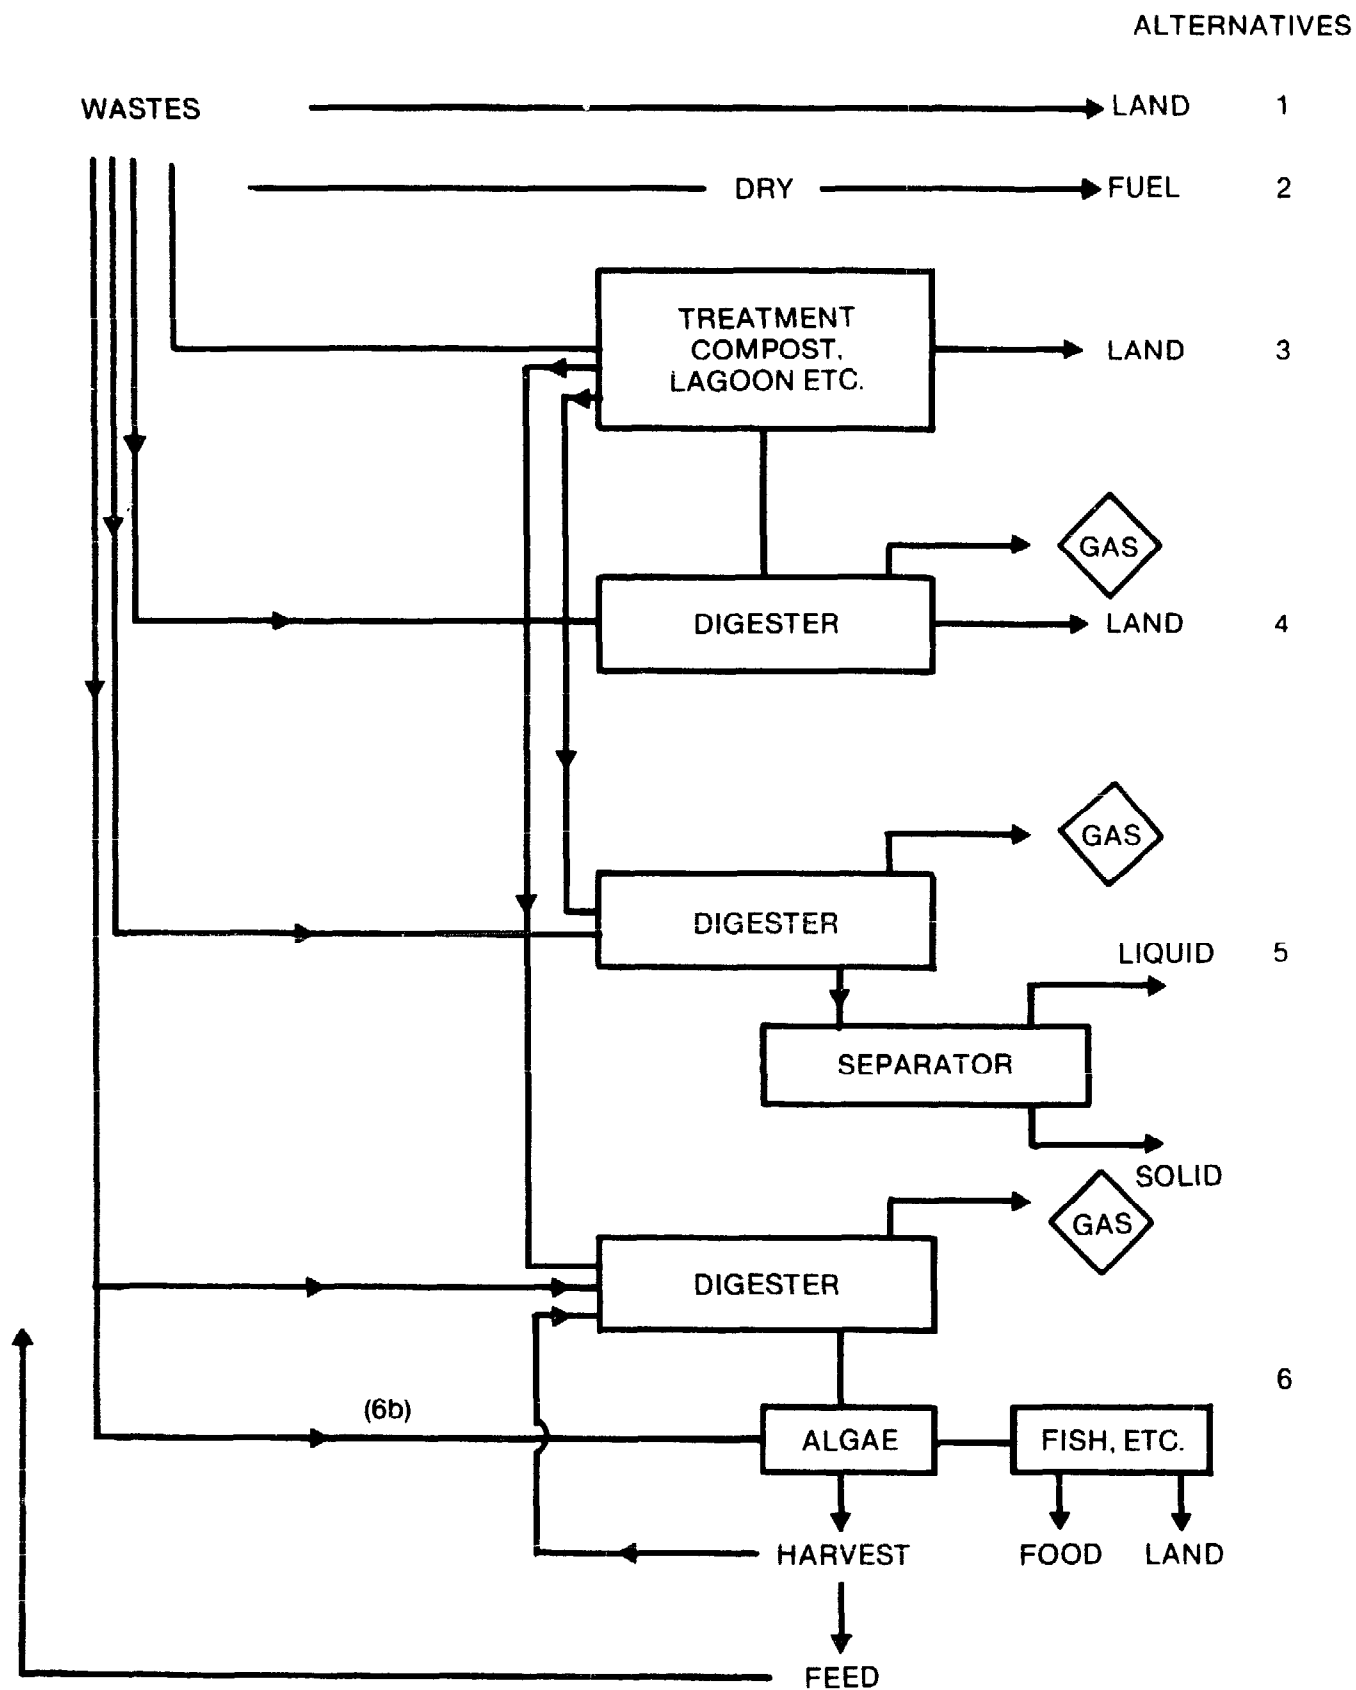 ALTERNATIVES
WASTES
LAND 1
DRY FUEL 2
TREATMENT
COMPOST,
LAGOON ETC.
LAND 3
GAS
DIGESTER
LAND 4
GAS
DIGESTER
LIQUID 5
SEPARATOR
SOLID
GAS
DIGESTER
6
(6b)
ALGAE
FISH, ETC.
HARVEST
FOOD
LAND
FEED